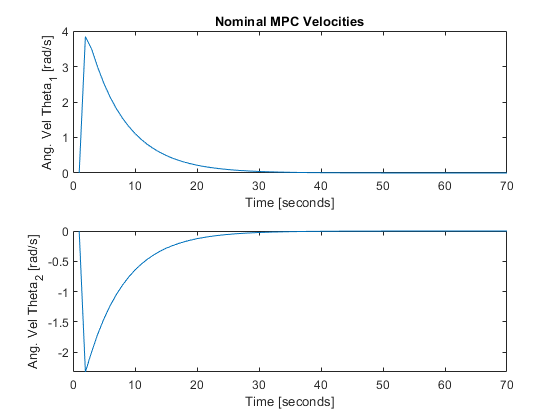 Nominal MPC Velocities
Ang. Vel Theta1 [rad/s]
4
3
2
1
0
0 10 20 30 40 50 60 70
Time [seconds]
Ang. Vel Theta2 [rad/s]
0
-0.5
-1
-1.5
-2
0 10 20 30 40 50 60 70
Time [seconds]